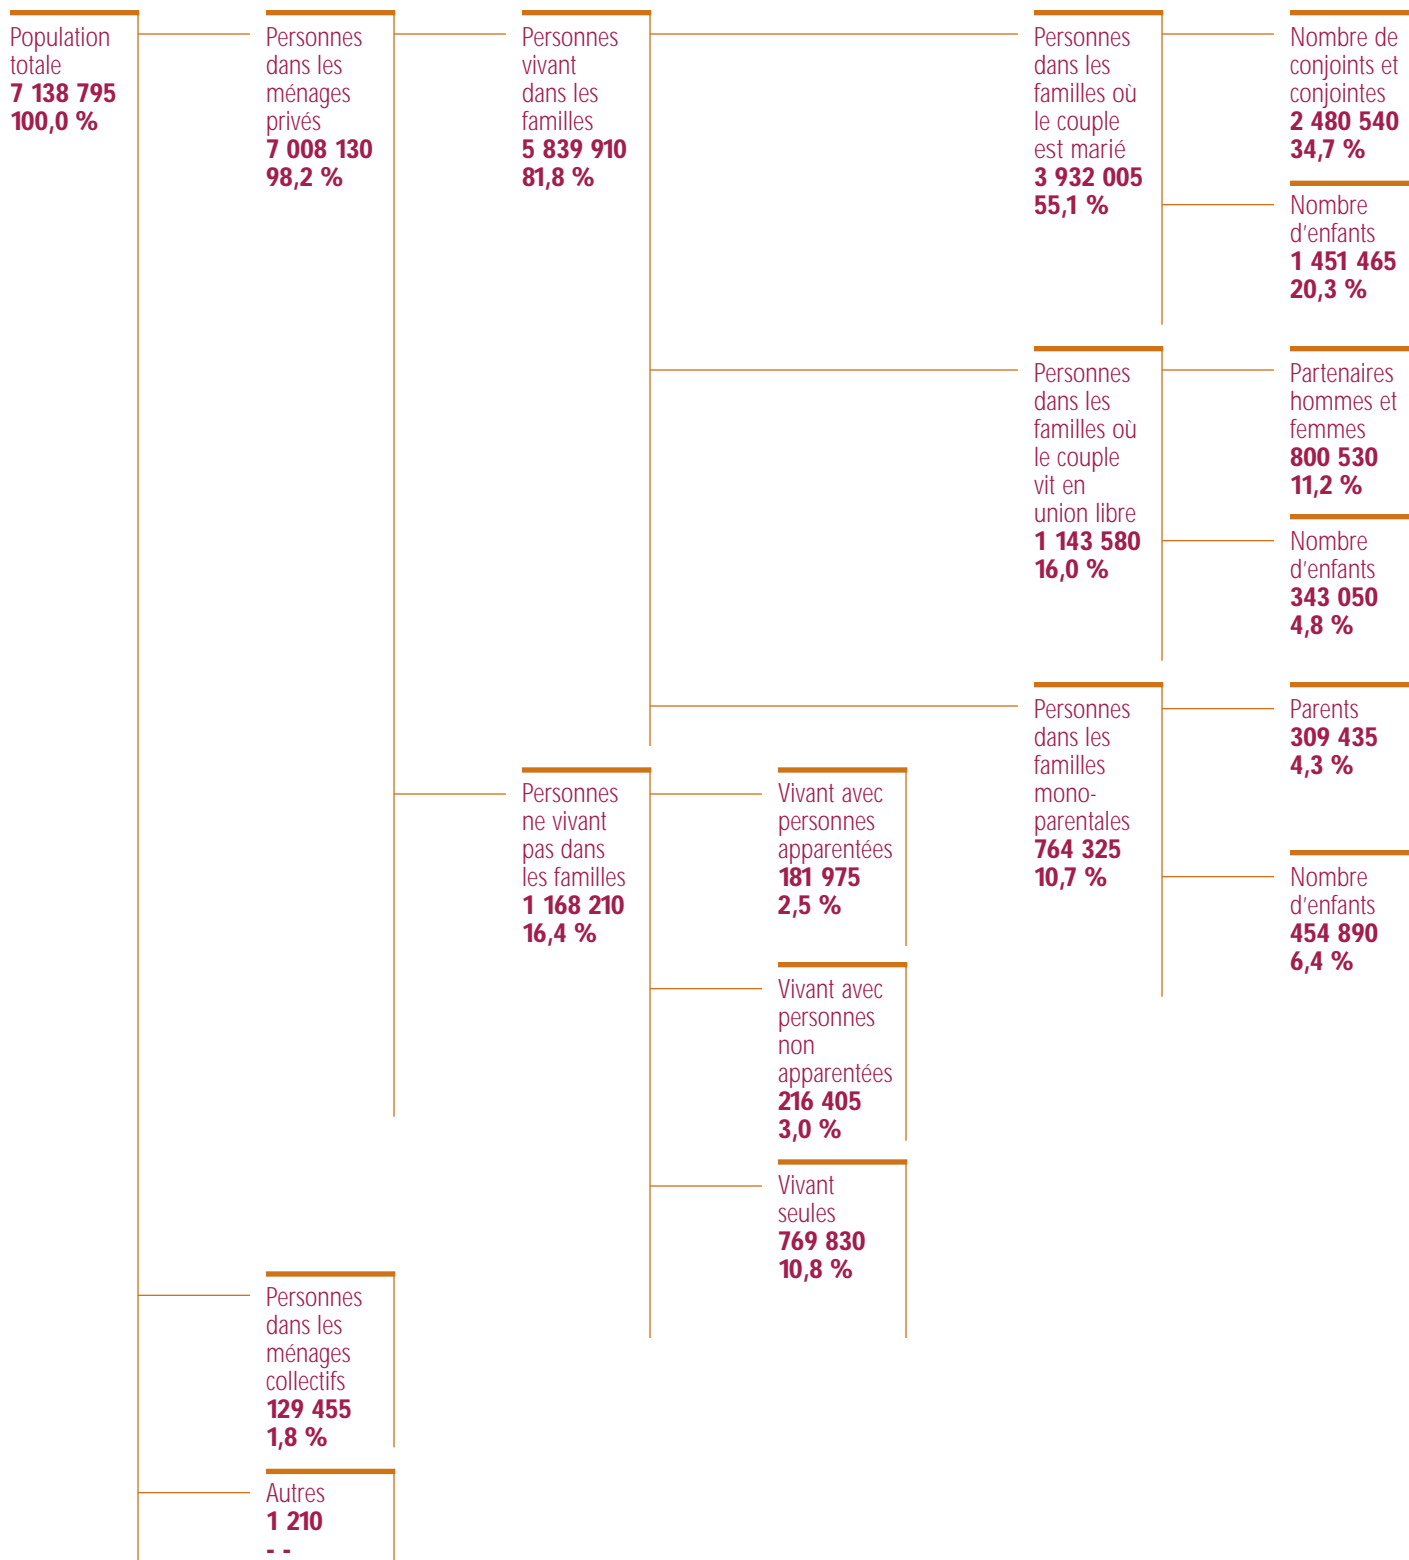 Population
totale
7 138 795
100,0 %
Personnes
dans les
ménages
privés
7 008 130
98,2 %
Personnes
vivant
dans les
familles
5 839 910
81,8 %
Personnes
dans les
familles où
le couple
est marié
3 932 005
55,1 %
Nombre de
conjoints et
conjointes
2 480 540
34,7 %
Nombre
d'enfants
1 451 465
20,3 %
Personnes
dans les
familles où
le couple
vit en
union libre
1 143 580
16,0 %
Partenaires
hommes et
femmes
800 530
11,2 %
Nombre
d'enfants
343 050
4,8 %
Personnes
dans les
familles
mono-
parentales
764 325
10,7 %
Parents
309 435
4,3 %
Nombre
d'enfants
454 890
6,4 %
Personnes
ne vivant
pas dans
les familles
1 168 210
16,4 %
Vivant avec
personnes
apparentées
181 975
2,5 %
Vivant avec
personnes
non
apparentées
216 405
3,0 %
Vivant
seules
769 830
10,8 %
Personnes
dans les
ménages
collectifs
129 455
1,8 %
Autres
1 210
- -